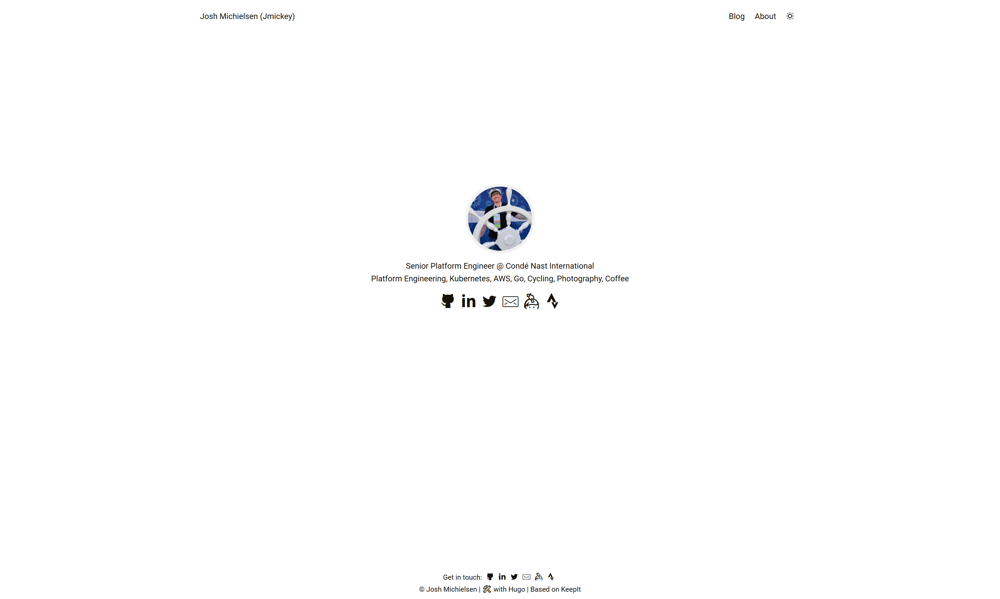 Josh Michielsen (Jmickey)
Blog About
Senior Platform Engineer @ Condé Nast International
Platform Engineering, Kubernetes, AWS, Go, Cycling, Photography, Coffee
Get in touch:
© Josh Michielsen | 🛠 with Hugo | Based on KeepIt